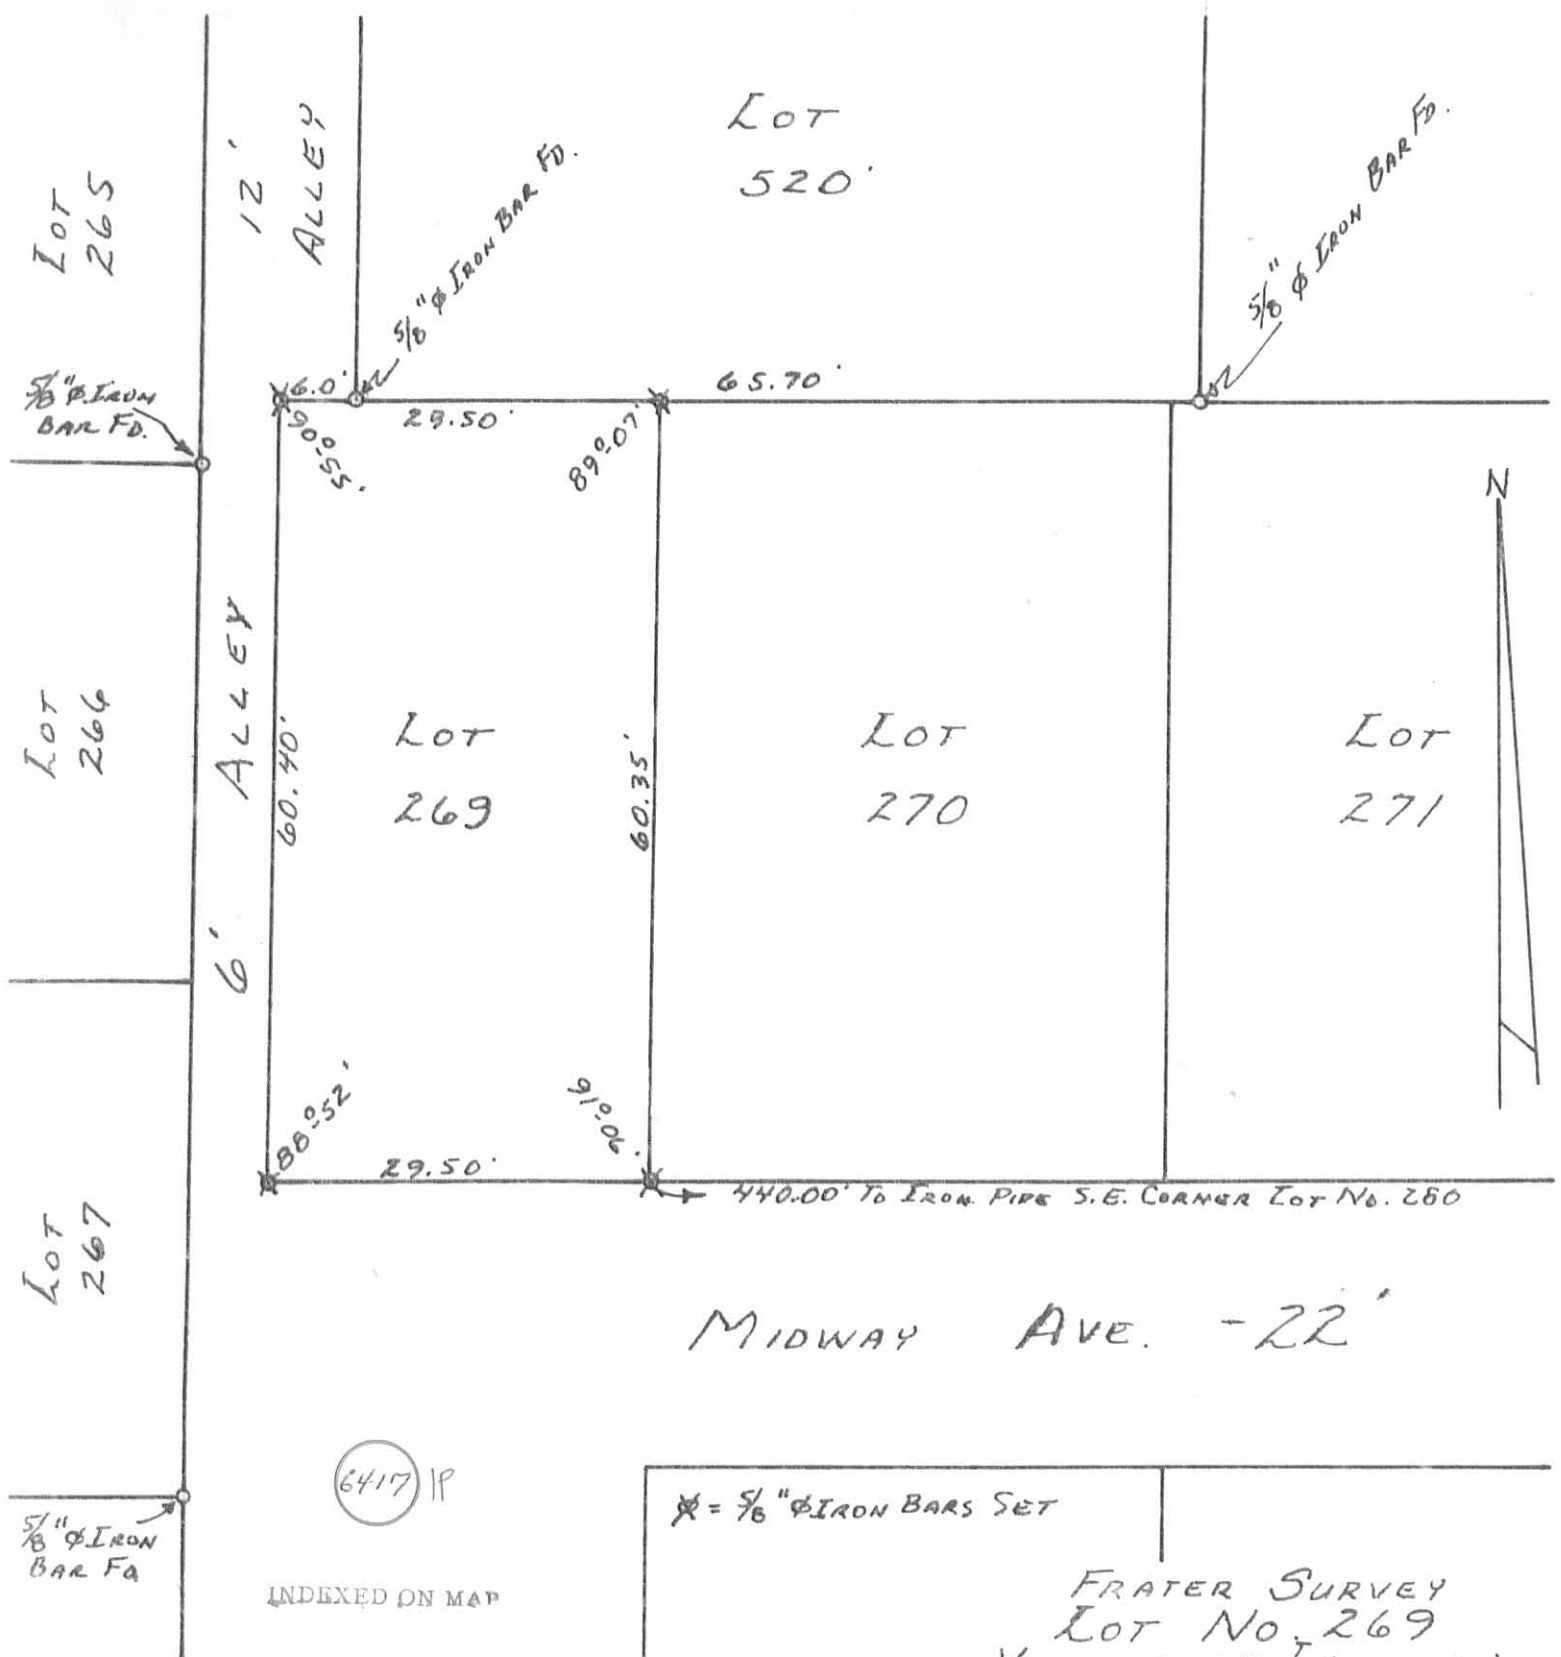 LOT
520'
12'
ALLEY
LOT
265
5/8"ø IRON BAR FD.
5/8"ø IRON BAR FD.
5/8"ø IRON
BAR FD.
6.0'
29.50'
65.70'
90°-55'
89°-07'
N
6' ALLEY
LOT
266
60.40'
LOT
269
60.35'
LOT
270
LOT
271
88°-52'
91°-06'
29.50'
440.00' TO IRON PIPE S.E. CORNER LOT NO. 280
LOT
267
MIDWAY AVE. -22'
6417 IP
= 5/8"ø IRON BARS SET
5/8"ø IRON
BAR FD
INDEXED ON MAP
FRATER SURVEY
LOT NO. 269